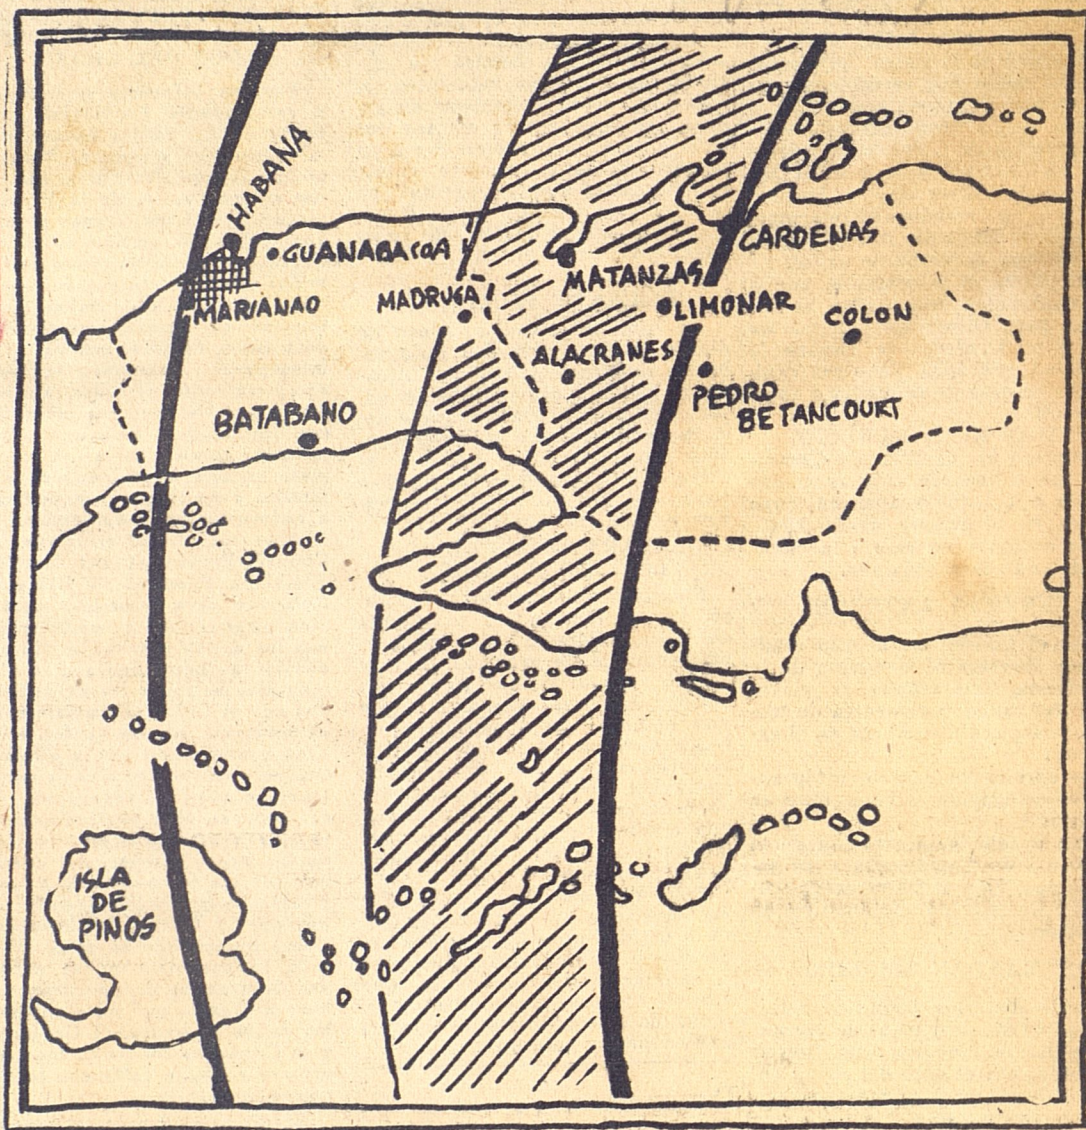 HABANA
GUANABACOA
MARIANAO
MADRUGA
MATANZAS
CARDENAS
LIMONAR
COLON
ALACRANES
PEDRO
BETANCOURT
BATABANO
ISLA
DE
PINOS